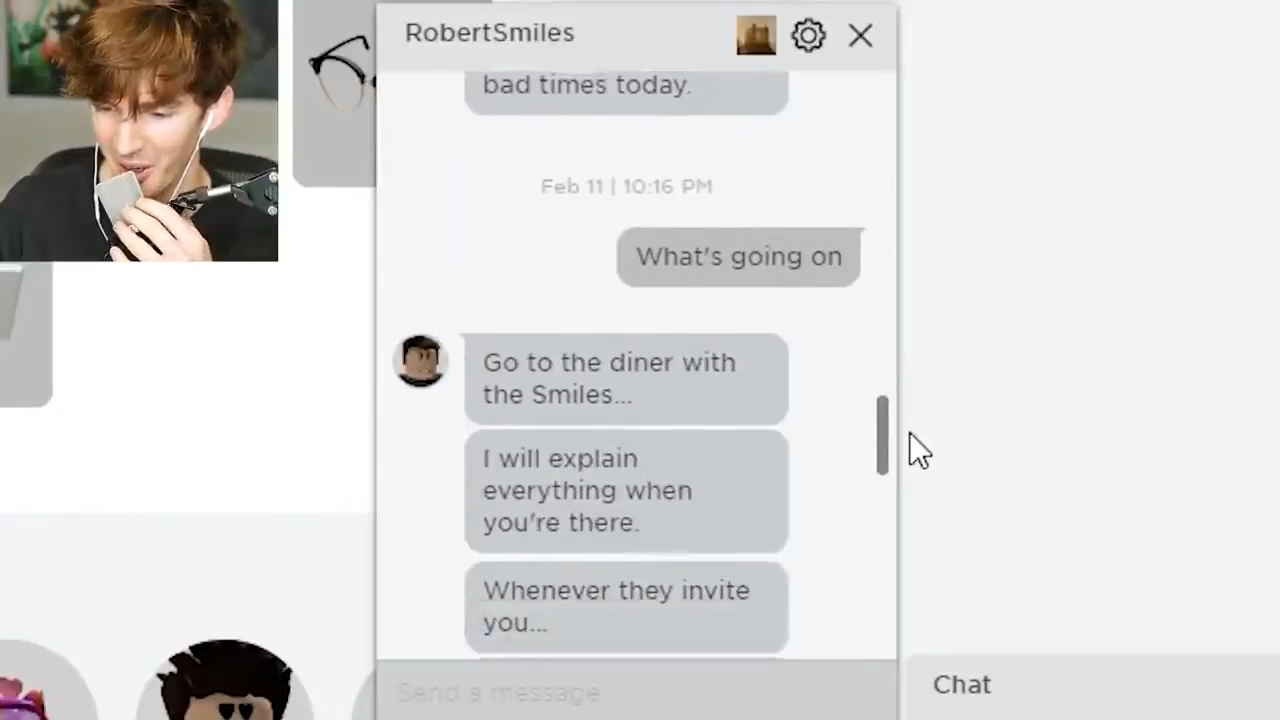 RobertSmiles
bad times today.
Feb 11 | 10:16 PM
What's going on
Go to the diner with
the Smiles...
I will explain
everything when
you're there.
Whenever they invite
you...
Send a message
Chat